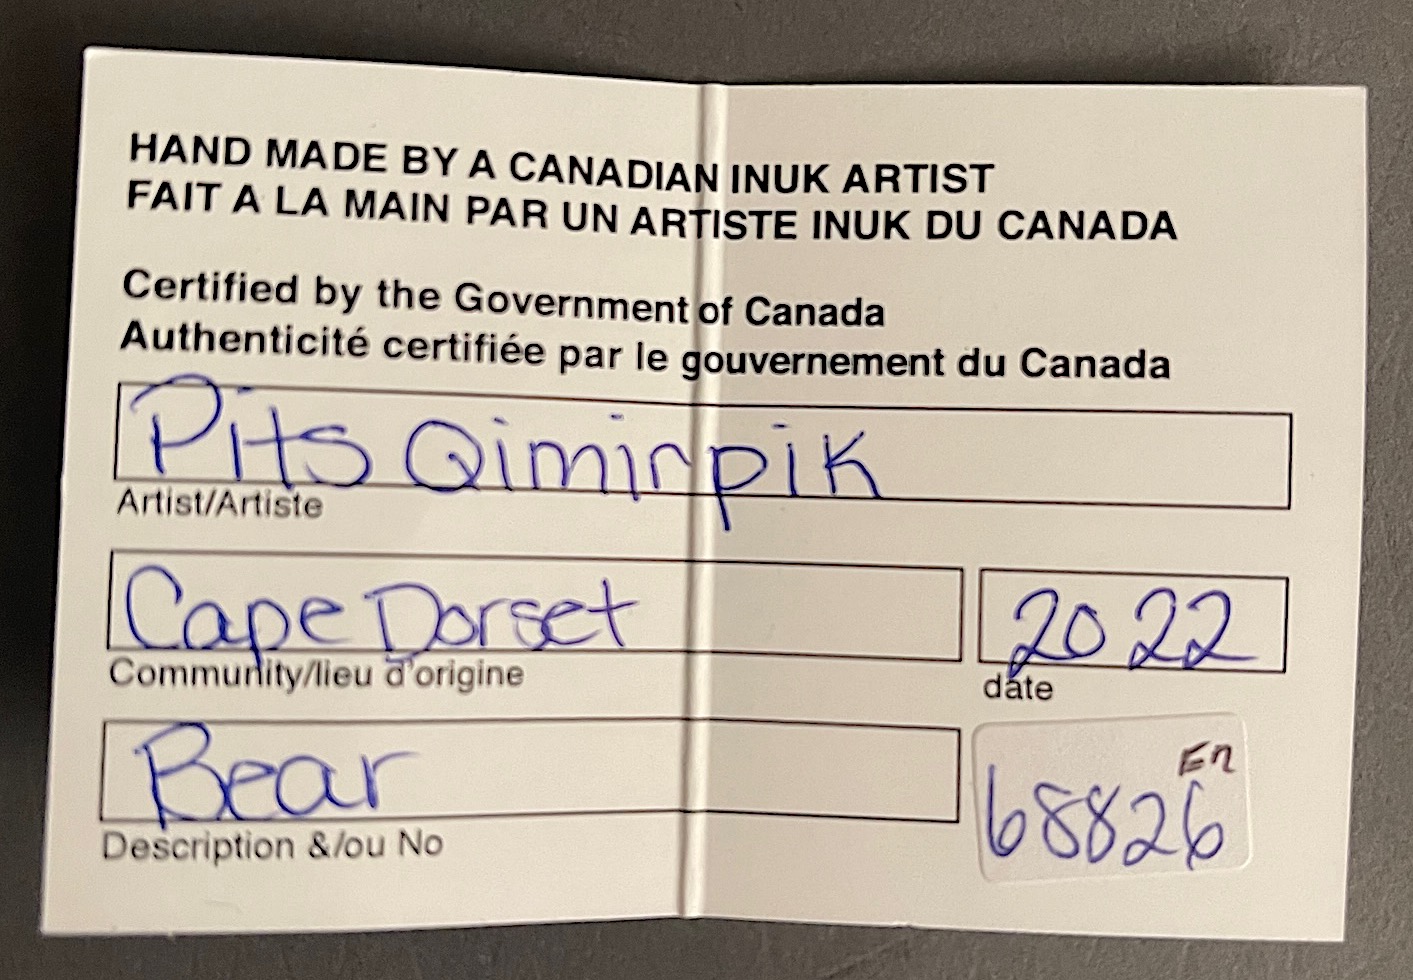 HAND MADE BY A CANADIAN INUK ARTIST
FAIT A LA MAIN PAR UN ARTISTE INUK DU CANADA
Certified by the Government of Canada
Authenticité certifiée par le gouvernement du Canada
Pits Qimirpik
Artist/Artiste
Cape Dorset
2022
Community/lieu d'origine
date
Bear
En
68826
Description &/ou No